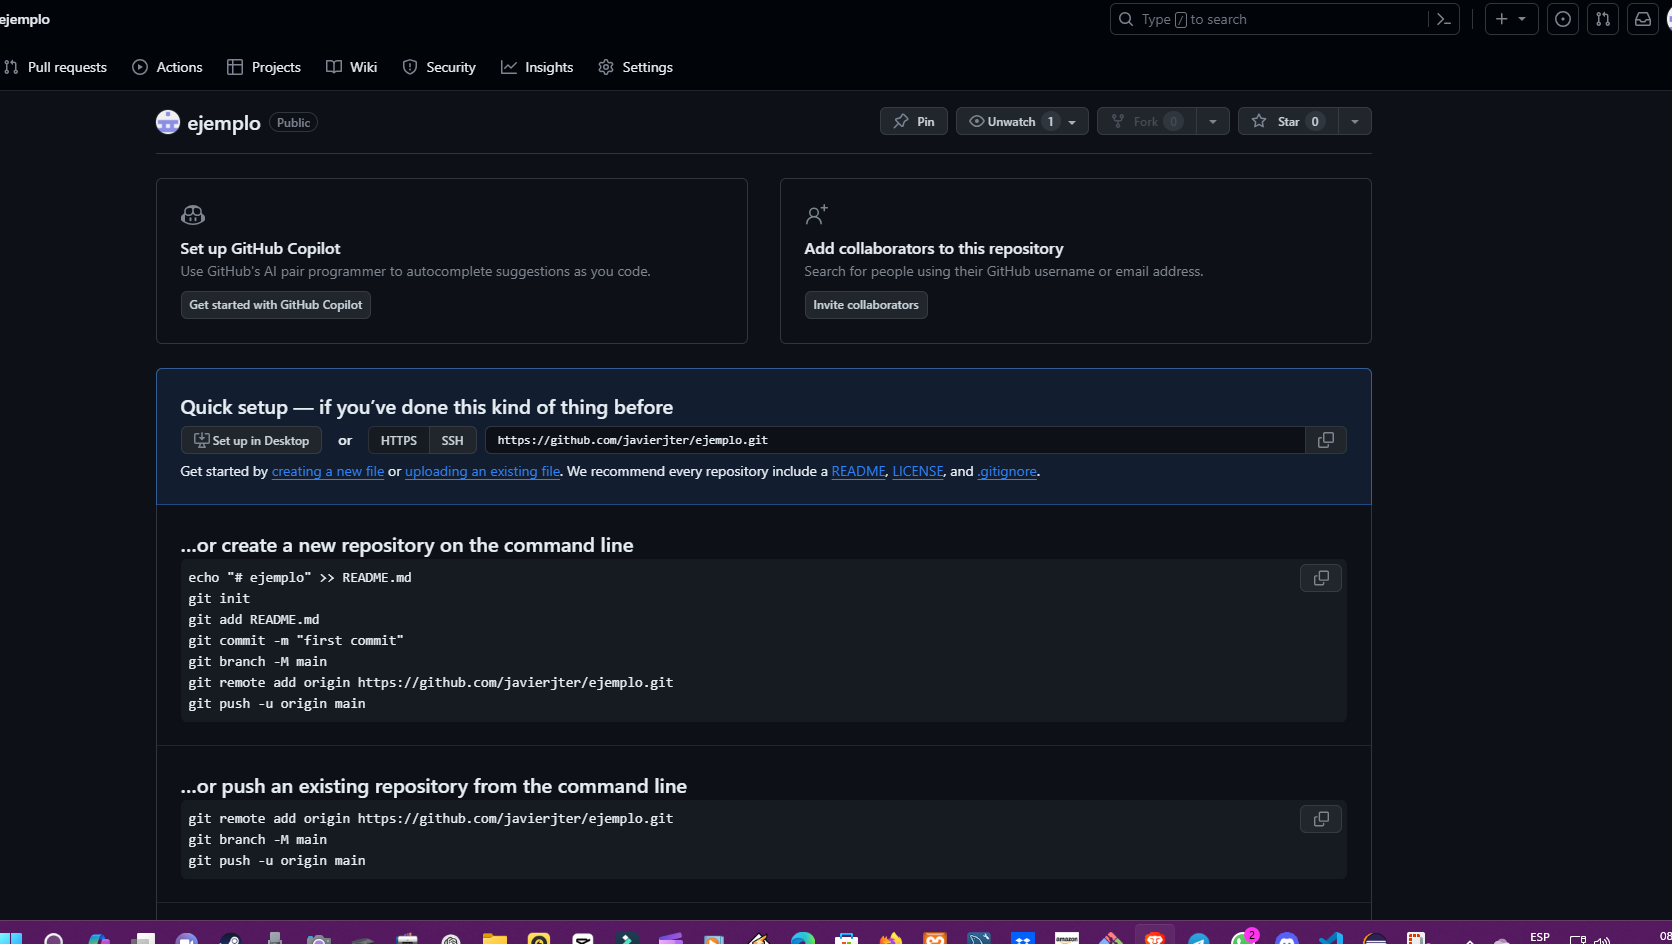 ejemplo
Type / to search
Pull requests Actions Projects Wiki Security Insights Settings
ejemplo Public
Pin Unwatch 1 Fork 0 Star 0
Set up GitHub Copilot
Use GitHub's AI pair programmer to autocomplete suggestions as you code.
Get started with GitHub Copilot
Add collaborators to this repository
Search for people using their GitHub username or email address.
Invite collaborators
Quick setup — if you've done this kind of thing before
Set up in Desktop or HTTPS SSH https://github.com/javierjter/ejemplo.git
Get started by creating a new file or uploading an existing file. We recommend every repository include a README, LICENSE, and .gitignore.
...or create a new repository on the command line
echo "# ejemplo" >> README.md
git init
git add README.md
git commit -m "first commit"
git branch -M main
git remote add origin https://github.com/javierjter/ejemplo.git
git push -u origin main
...or push an existing repository from the command line
git remote add origin https://github.com/javierjter/ejemplo.git
git branch -M main
git push -u origin main
amazon 2 ESP 08